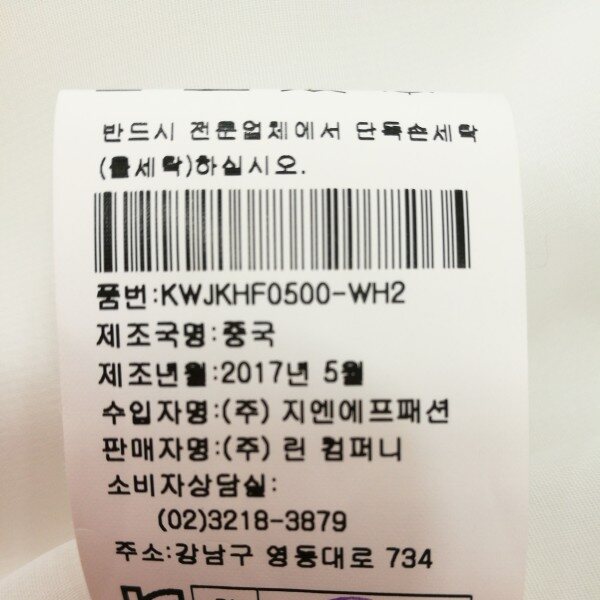 반드시 전문업체에서 단독손세탁
(물세탁)하십시오.
품번:KWJKHF0500-WH2
제조국명:중국
제조년월:2017년 5월
수입자명:(주) 지엔에프패션
판매자명:(주) 린 컴퍼니
소비자상담실:
(02)3218-3879
주소:강남구 영동대로 734